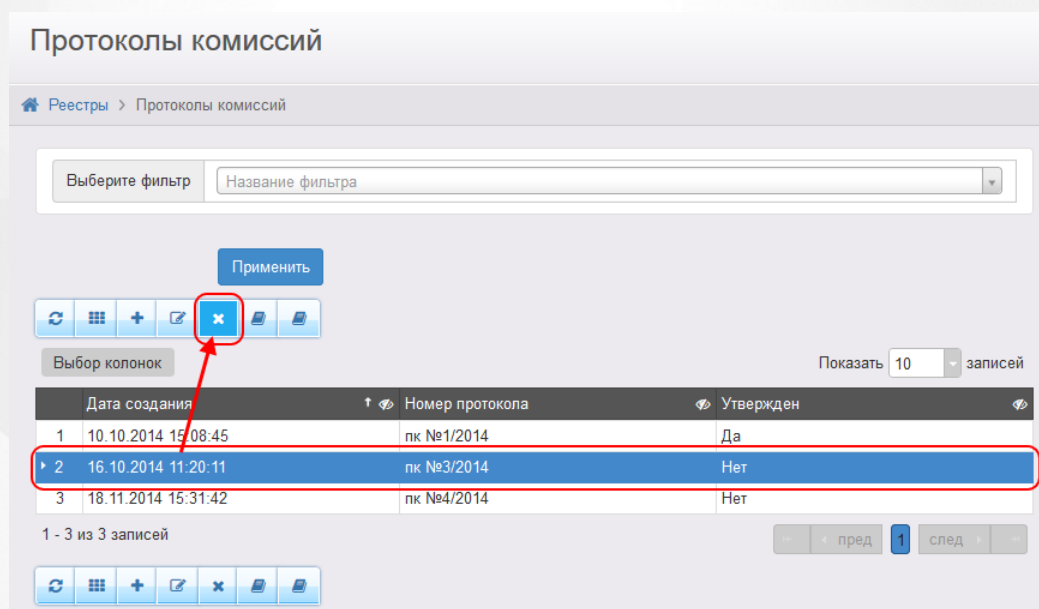 Протоколы комиссий
Реестры > Протоколы комиссий
Выберите фильтр Название фильтра
Применить
Выбор колонок Показать 10 записей
Дата создания Номер протокола Утвержден
1 10.10.2014 15:08:45 пк №1/2014 Да
2 16.10.2014 11:20:11 пк №3/2014 Нет
3 18.11.2014 15:31:42 пк №4/2014 Нет
1 - 3 из 3 записей пред 1 след